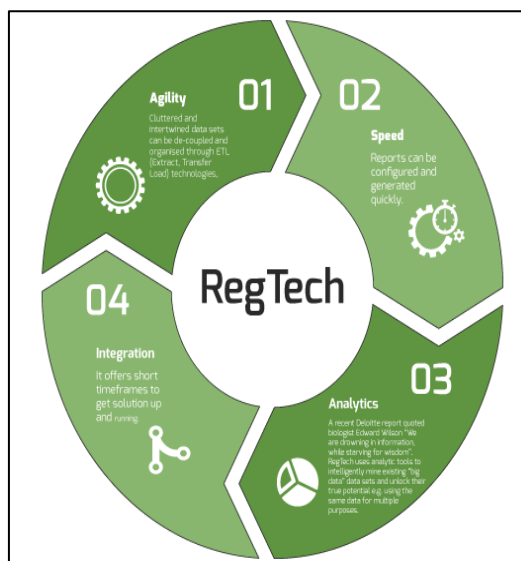 01
Agility
Cluttered and
intertwined data sets
can be de-coupled and
organised through ETL
(Extract, Transfer
Load) technologies,
02
Speed
Reports can be
configured and
generated
quickly.
RegTech
03
Analytics
A recent Deloitte report quoted
biologist Edward Wilson "We
are drowning in information,
while starving for wisdom".
RegTech uses analytic tools to
intelligently mine existing "big
data" data sets and unlock their
true potential e.g. using the
same data for multiple
purposes.
04
Integration
It offers short
timeframes to
get solution up
and running.